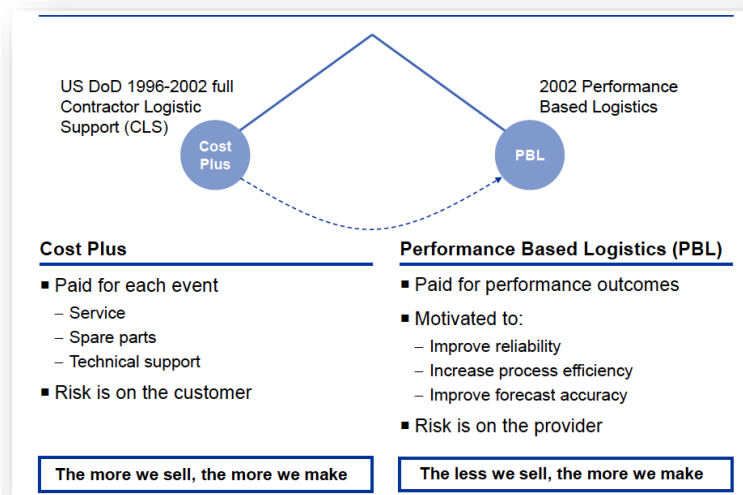 US DoD 1996-2002 full
Contractor Logistic
Support (CLS)
2002 Performance
Based Logistics
Cost
Plus
PBL
Cost Plus
■ Paid for each event
– Service
– Spare parts
– Technical support
■ Risk is on the customer
The more we sell, the more we make
Performance Based Logistics (PBL)
■ Paid for performance outcomes
■ Motivated to:
– Improve reliability
– Increase process efficiency
– Improve forecast accuracy
■ Risk is on the provider
The less we sell, the more we make